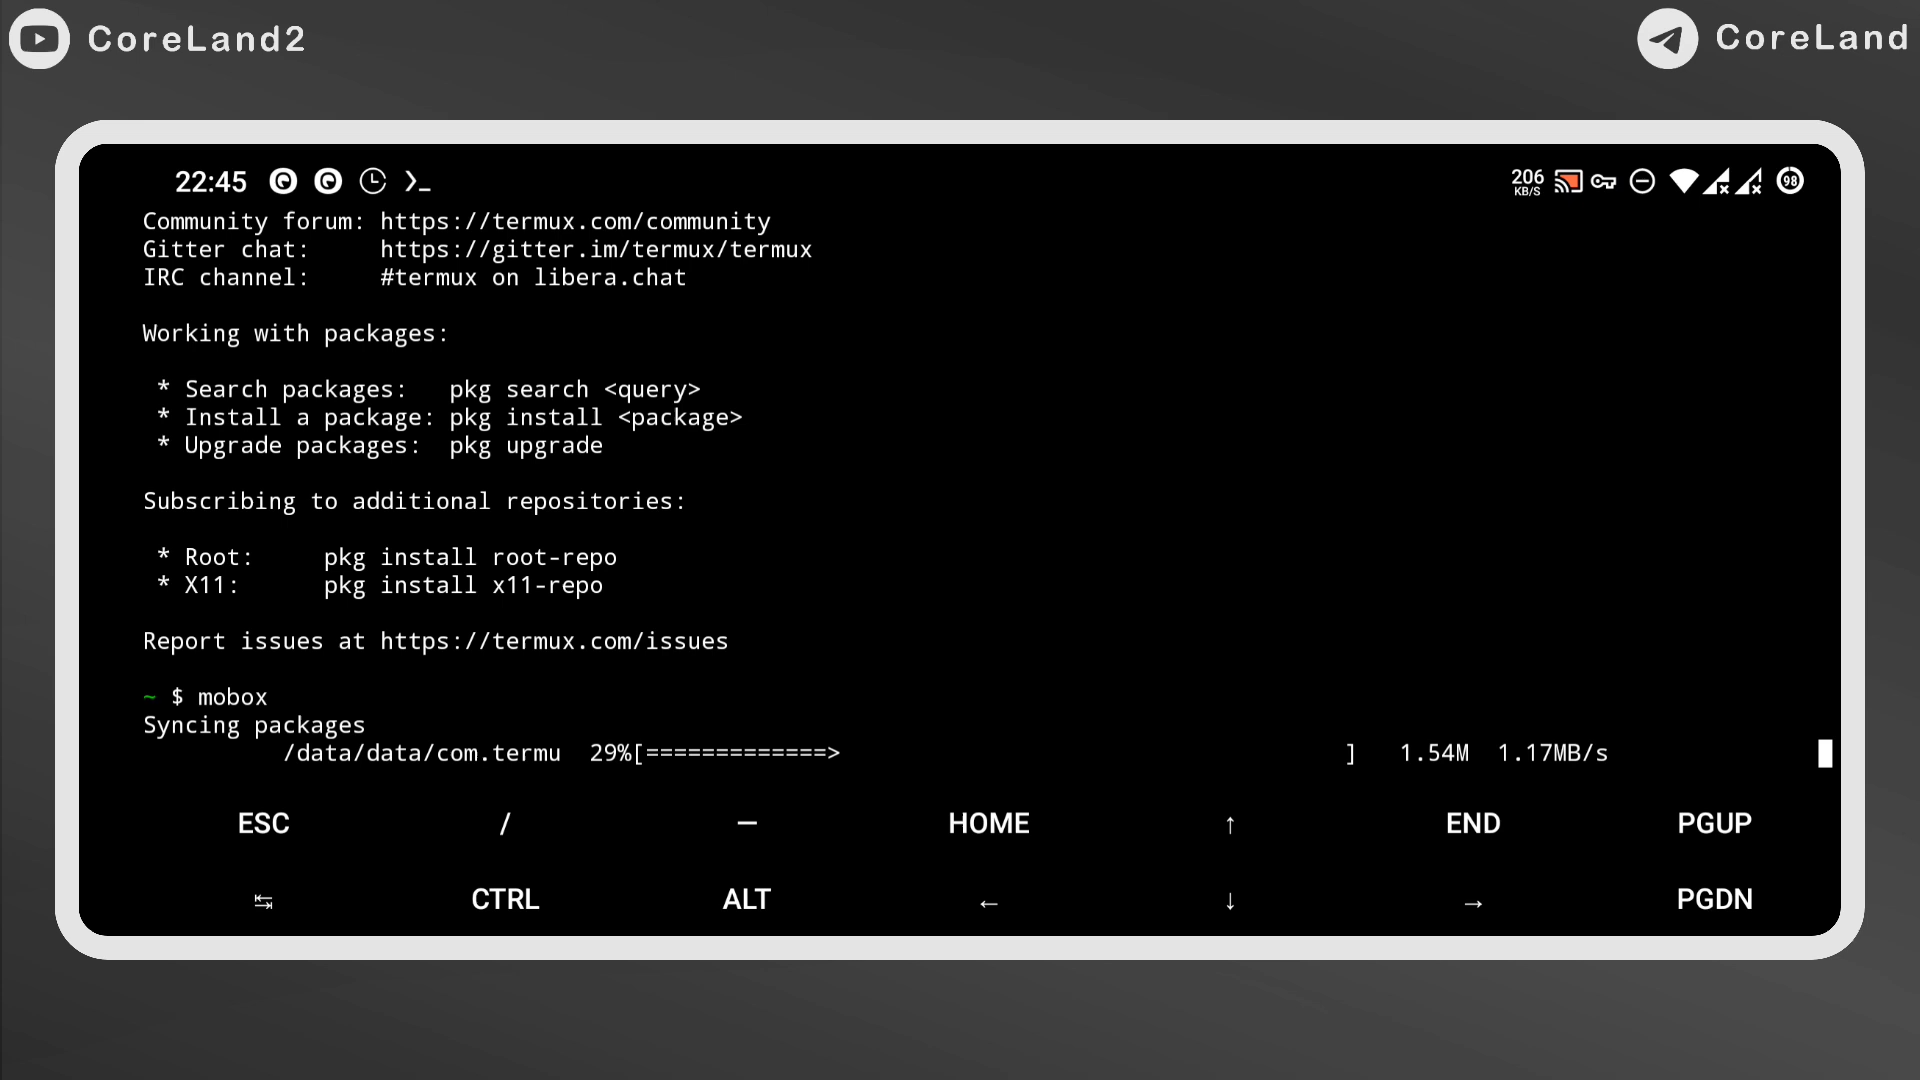 CoreLand2
CoreLand
22:45
206
KB/S
98
Community forum: https://termux.com/community
Gitter chat:     https://gitter.im/termux/termux
IRC channel:     #termux on libera.chat
Working with packages:
* Search packages:   pkg search <query>
* Install a package: pkg install <package>
* Upgrade packages:  pkg upgrade
Subscribing to additional repositories:
* Root:     pkg install root-repo
* X11:      pkg install x11-repo
Report issues at https://termux.com/issues
~ $ mobox
Syncing packages
/data/data/com.termu  29%[=============>                                    ]   1.54M  1.17MB/s
ESC / — HOME ↑ END PGUP
↹ CTRL ALT ← ↓ → PGDN